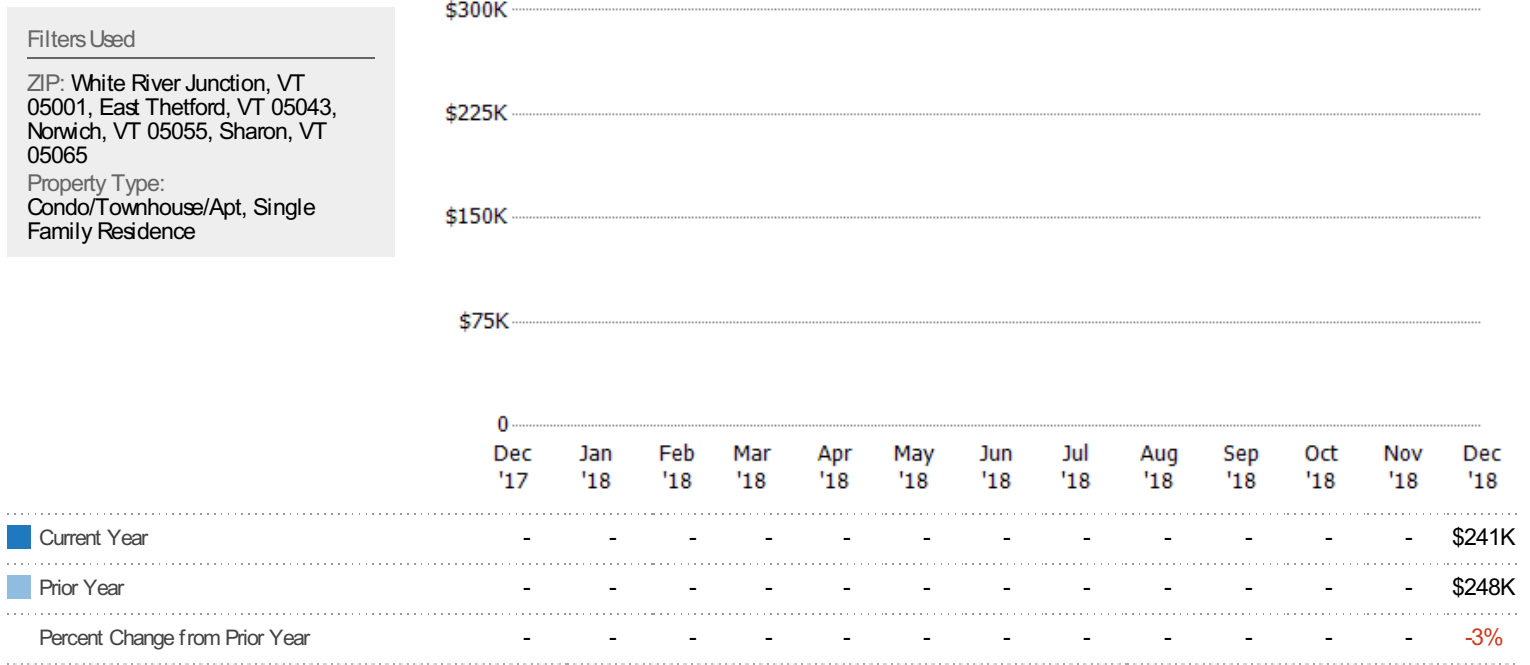 Filters Used
ZIP: White River Junction, VT
05001, East Thetford, VT 05043,
Norwich, VT 05055, Sharon, VT
05065
Property Type:
Condo/Townhouse/Apt, Single
Family Residence
$300K
$225K
$150K
$75K
0
Dec Jan Feb Mar Apr May Jun Jul Aug Sep Oct Nov Dec
'17 '18 '18 '18 '18 '18 '18 '18 '18 '18 '18 '18 '18
Current Year - - - - - - - - - - - - $241K
Prior Year - - - - - - - - - - - - $248K
Percent Change from Prior Year - - - - - - - - - - - - -3%